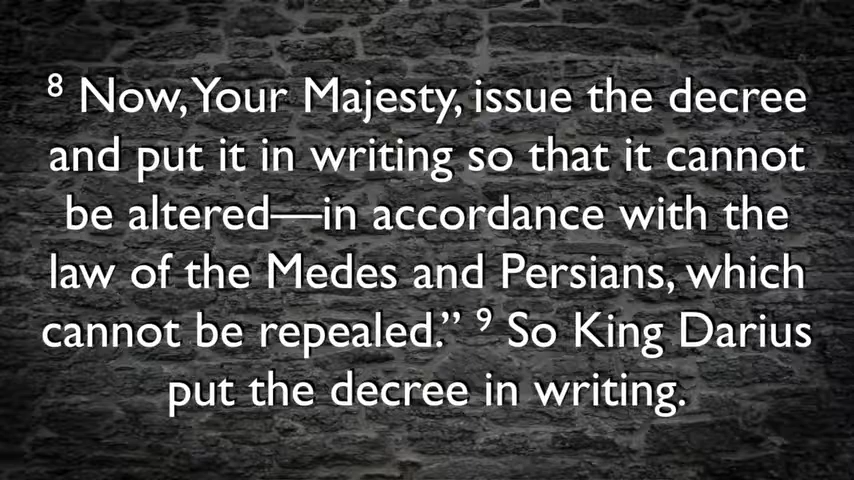 ⁸ Now, Your Majesty, issue the decree
and put it in writing so that it cannot
be altered—in accordance with the
law of the Medes and Persians, which
cannot be repealed.” ⁹ So King Darius
put the decree in writing.